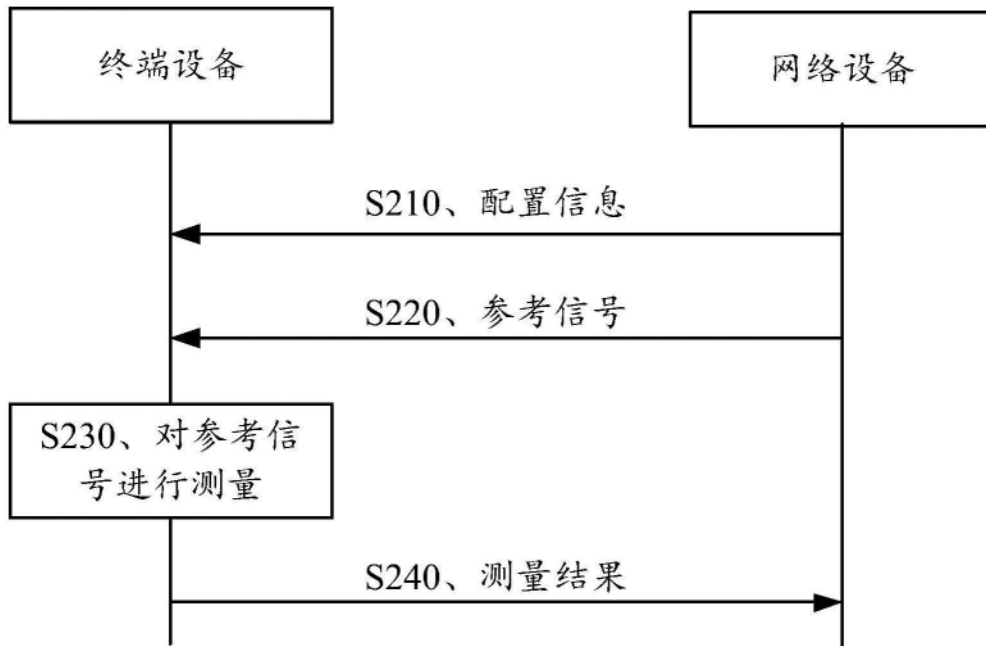 终端设备
网络设备
S210、配置信息
S220、参考信号
S230、对参考信
号进行测量
S240、测量结果